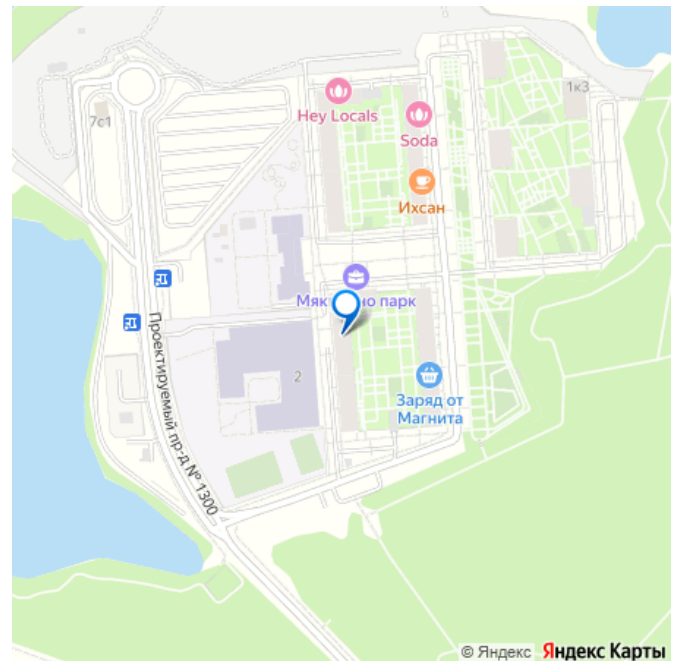 1к3
7с1
Hey Locals
Soda
Ихсан
Мяк но парк
2
Заряд от
Магнита
Проектируемый пр-д № 1300
© Яндекс Яндекс Карты